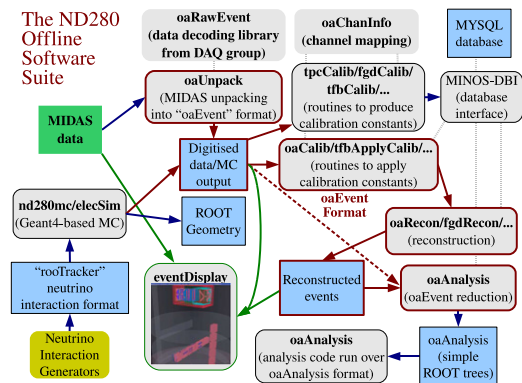 The ND280
Offline
Software
Suite
oaRawEvent
(data decoding library
from DAQ group)
oaChanInfo
(channel mapping)
MYSQL
database
oaUnpack
(MIDAS unpacking
into “oaEvent” format)
tpcCalib/fgdCalib/
tfbCalib/...
(routines to produce
calibration constants)
MINOS-DBI
(database
interface)
MIDAS
data
Digitised
data/MC
output
oaCalib/tfbApplyCalib/...
(routines to apply
calibration constants)
oaEvent
Format
nd280mc/elecSim
(Geant4-based MC)
ROOT
Geometry
oaRecon/fgdRecon/...
(reconstruction)
“rooTracker”
neutrino
interaction format
eventDisplay
Reconstructed
events
oaAnalysis
(oaEvent reduction)
Neutrino
Interaction
Generators
oaAnalysis
(analysis code run over
oaAnalysis format)
oaAnalysis
(simple
ROOT trees)